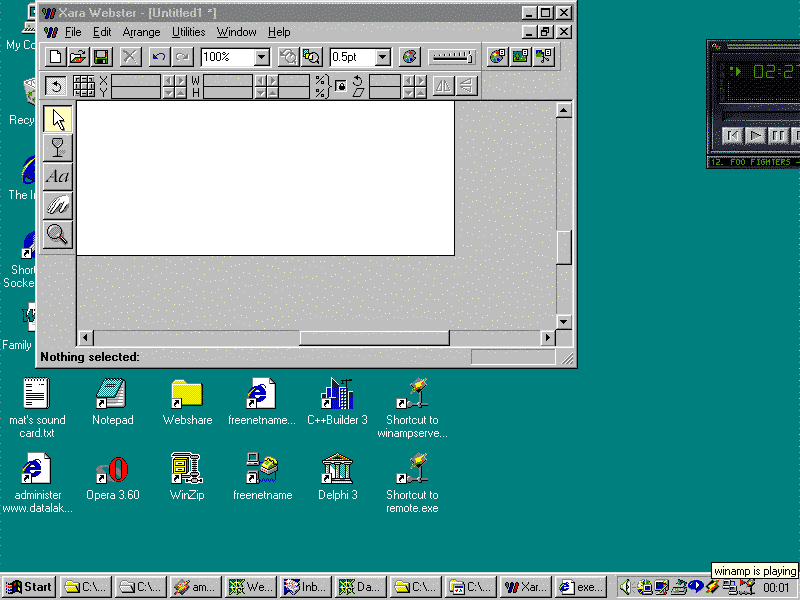 Xara Webster - [Untitled1 *]
File Edit Arrange Utilities Window Help
100%
0.5pt
X
Y
W
H
%
%
Aa
Nothing selected:
My Co
Recy
The In
Short
Socke
Family
02:2
12. FOO FIGHTERS -
mat's sound
card.txt
Notepad
Webshare
freenetname...
C++Builder 3
Shortcut to
winampserve...
administer
www.datalak...
Opera 3.60
WinZip
freenetname
Delphi 3
Shortcut to
remote.exe
winamp is playing
Start
C:\...
C:\...
am...
We...
Inb...
Da...
C:\...
C:\...
Xar...
exe...
00:01